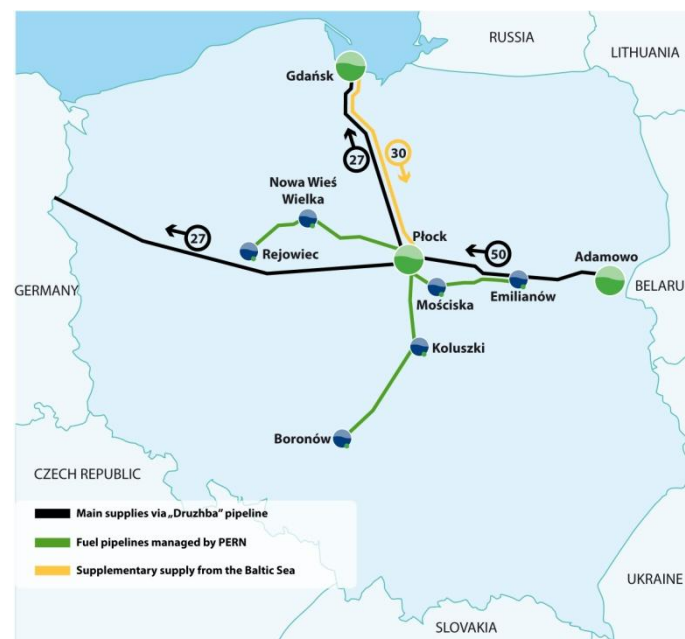 RUSSIA
LITHUANIA
Gdańsk
30
27
Nowa Wieś
Wielka
27
Płock
50
Rejowiec
Adamowo
GERMANY
Mościska
Emilianów
BELARU
Koluszki
Boronów
CZECH REPUBLIC
Main supplies via „Druzhba” pipeline
Fuel pipelines managed by PERN
Supplementary supply from the Baltic Sea
UKRAINE
SLOVAKIA